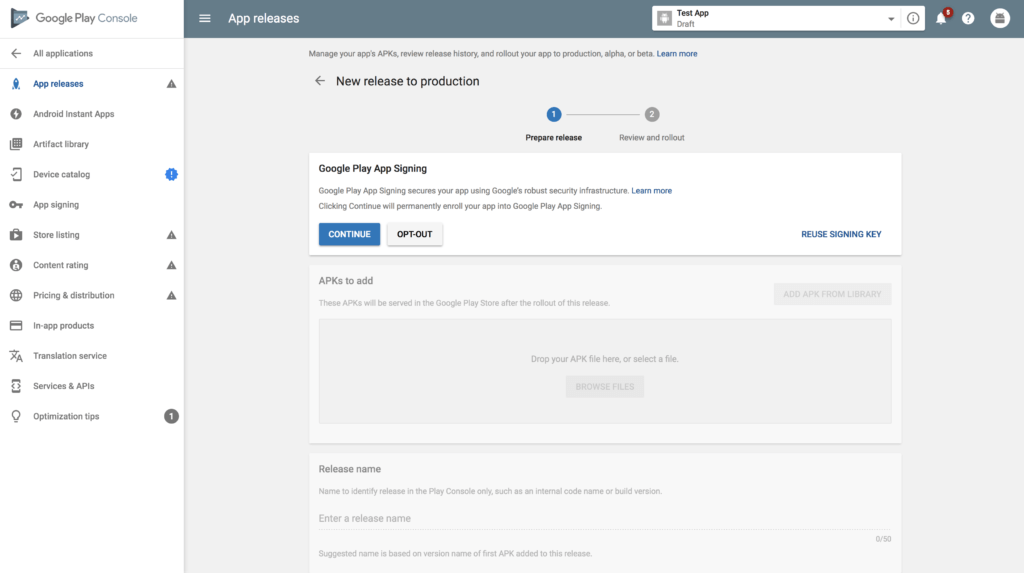 Google Play Console
App releases
Test App
Draft
5
All applications
App releases
Android Instant Apps
Artifact library
Device catalog
App signing
Store listing
Content rating
Pricing & distribution
In-app products
Translation service
Services & APIs
Optimization tips
1
Manage your app's APKs, review release history, and rollout your app to production, alpha, or beta. Learn more
New release to production
1
2
Prepare release
Review and rollout
Google Play App Signing
Google Play App Signing secures your app using Google's robust security infrastructure. Learn more
Clicking Continue will permanently enroll your app into Google Play App Signing.
CONTINUE
OPT-OUT
REUSE SIGNING KEY
APKs to add
These APKs will be served in the Google Play Store after the rollout of this release.
ADD APK FROM LIBRARY
Drop your APK file here, or select a file.
BROWSE FILES
Release name
Name to identify release in the Play Console only, such as an internal code name or build version.
Enter a release name
0/50
Suggested name is based on version name of first APK added to this release.